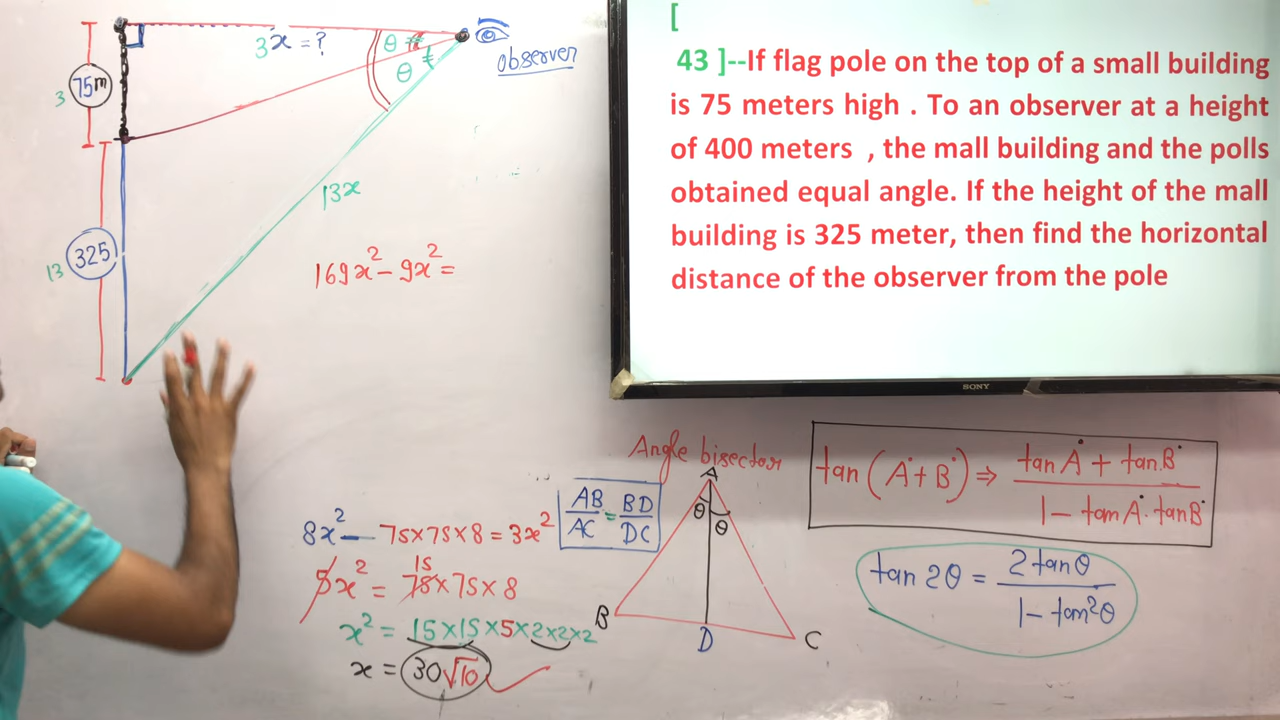 [
43 ]--If flag pole on the top of a small building
is 75 meters high . To an observer at a height
of 400 meters , the mall building and the polls
obtained equal angle. If the height of the mall
building is 325 meter, then find the horizontal
distance of the observer from the pole
SONY
3x = ?
θ
θ
observer
75m
3
13x
325
13
169x² - 9x² =
8x² - 75×75×8 = 3x²
5x² = 75×75×8
15
x² = 15×15×5×2×2×2
x = 30√10
AB/AC = BD/DC
Angle bisector
A
θ
θ
B
D
C
tan (A+B) ⇒ tan A + tan B / 1 - tan A · tan B
tan 2θ = 2 tan θ / 1 - tan²θ